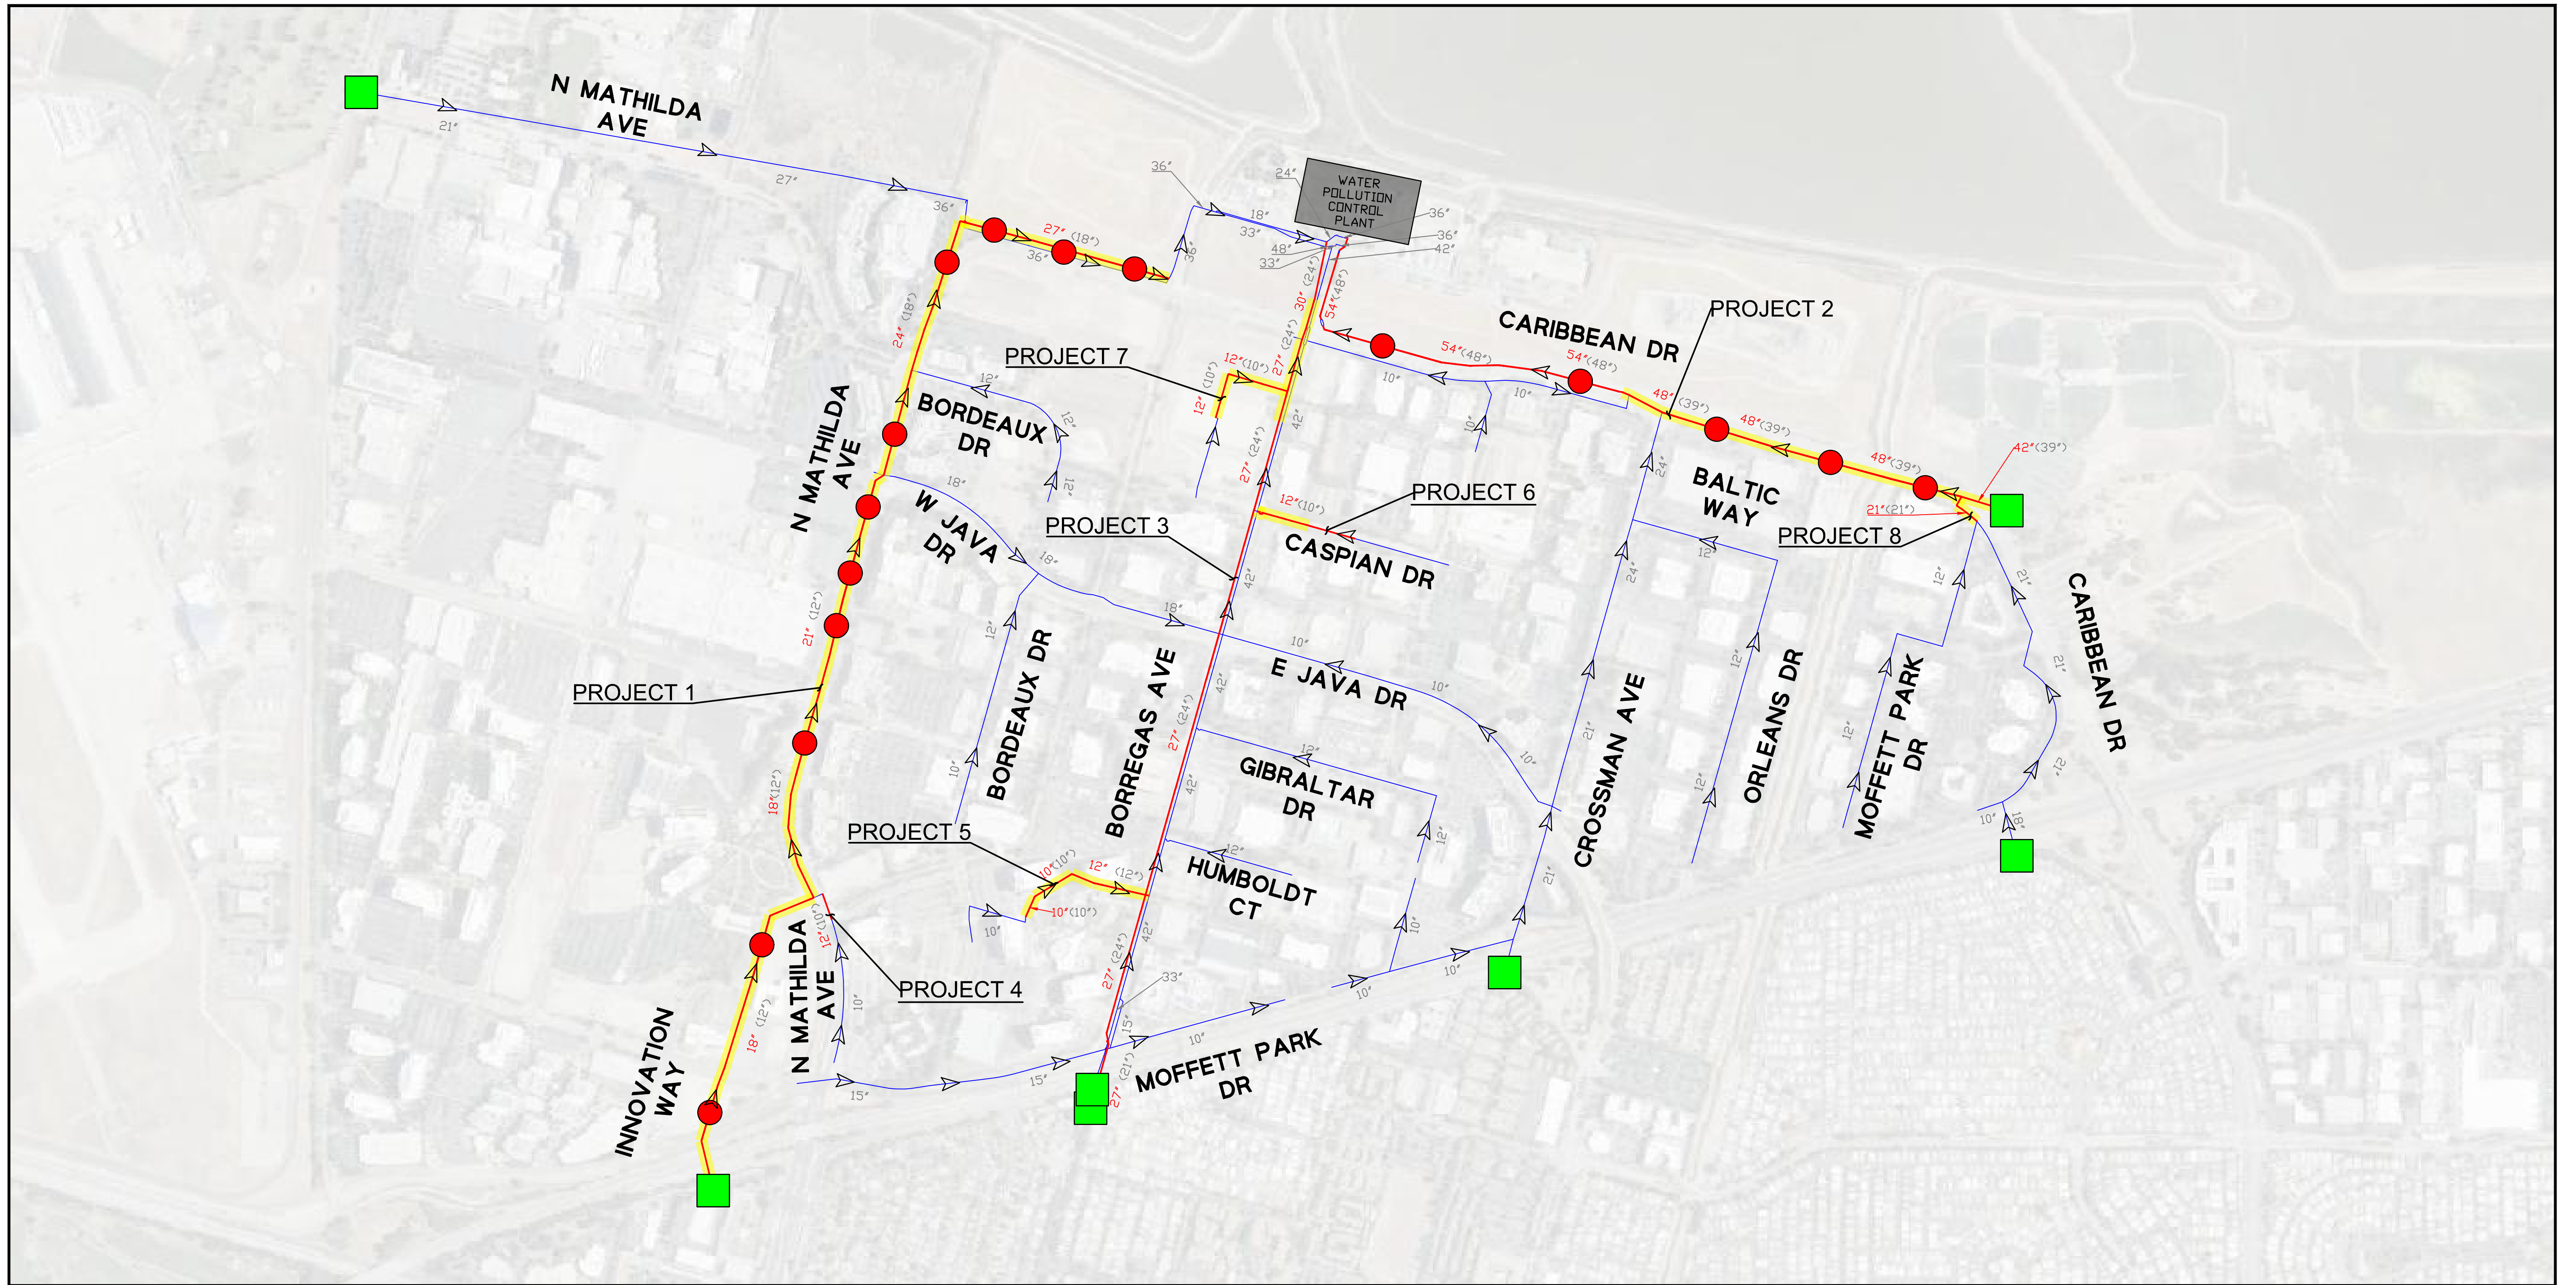 N MATHILDA
AVE
21"
27"
36"
36"
24"
WATER
POLLUTION
CONTROL
PLANT
18"
33"
36"
36"
42"
48"
33"
27" (18")
36"
36"
24" (18")
30" (24")
54" (48")
PROJECT 2
CARIBBEAN DR
PROJECT 7
12" (10")
12" (10")
27" (24")
54" (48")
54" (48")
10"
10"
10"
48" (39")
48" (39")
48" (39")
42" (39")
12"
BORDEAUX
DR
12"
12"
N MATHILDA
AVE
42"
27" (24")
24"
BALTIC
WAY
18"
W JAVA
DR
PROJECT 6
12" (10")
21" (21")
PROJECT 8
PROJECT 3
CASPIAN DR
12"
18"
42"
24"
12"
21"
CARIBBEAN DR
21" (12")
18"
12"
10"
E JAVA DR
10"
BORDEAUX DR
BORREGAS AVE
12"
21"
PROJECT 1
42"
27" (24")
CROSSMAN AVE
21"
ORLEANS DR
MOFFETT PARK
DR
12"
12"
21"
18" (12")
10"
12"
GIBRALTAR
DR
10"
42"
12"
10"
18"
PROJECT 5
10" (10")
12" (12")
12"
HUMBOLDT
CT
21"
10" (10")
10"
12" (10")
42"
10"
N MATHILDA
AVE
PROJECT 4
27" (24")
33"
10"
10"
10"
18" (12")
10"
15"
INNOVATION
WAY
15"
15"
27" (21")
MOFFETT PARK
DR